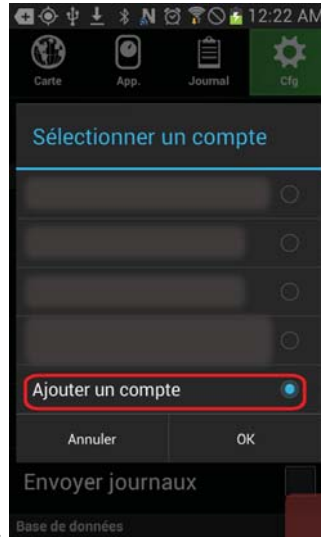 12:22 AM
Carte App. Journal Cfg
Sélectionner un compte
Ajouter un compte
Annuler OK
Envoyer journaux
Base de données